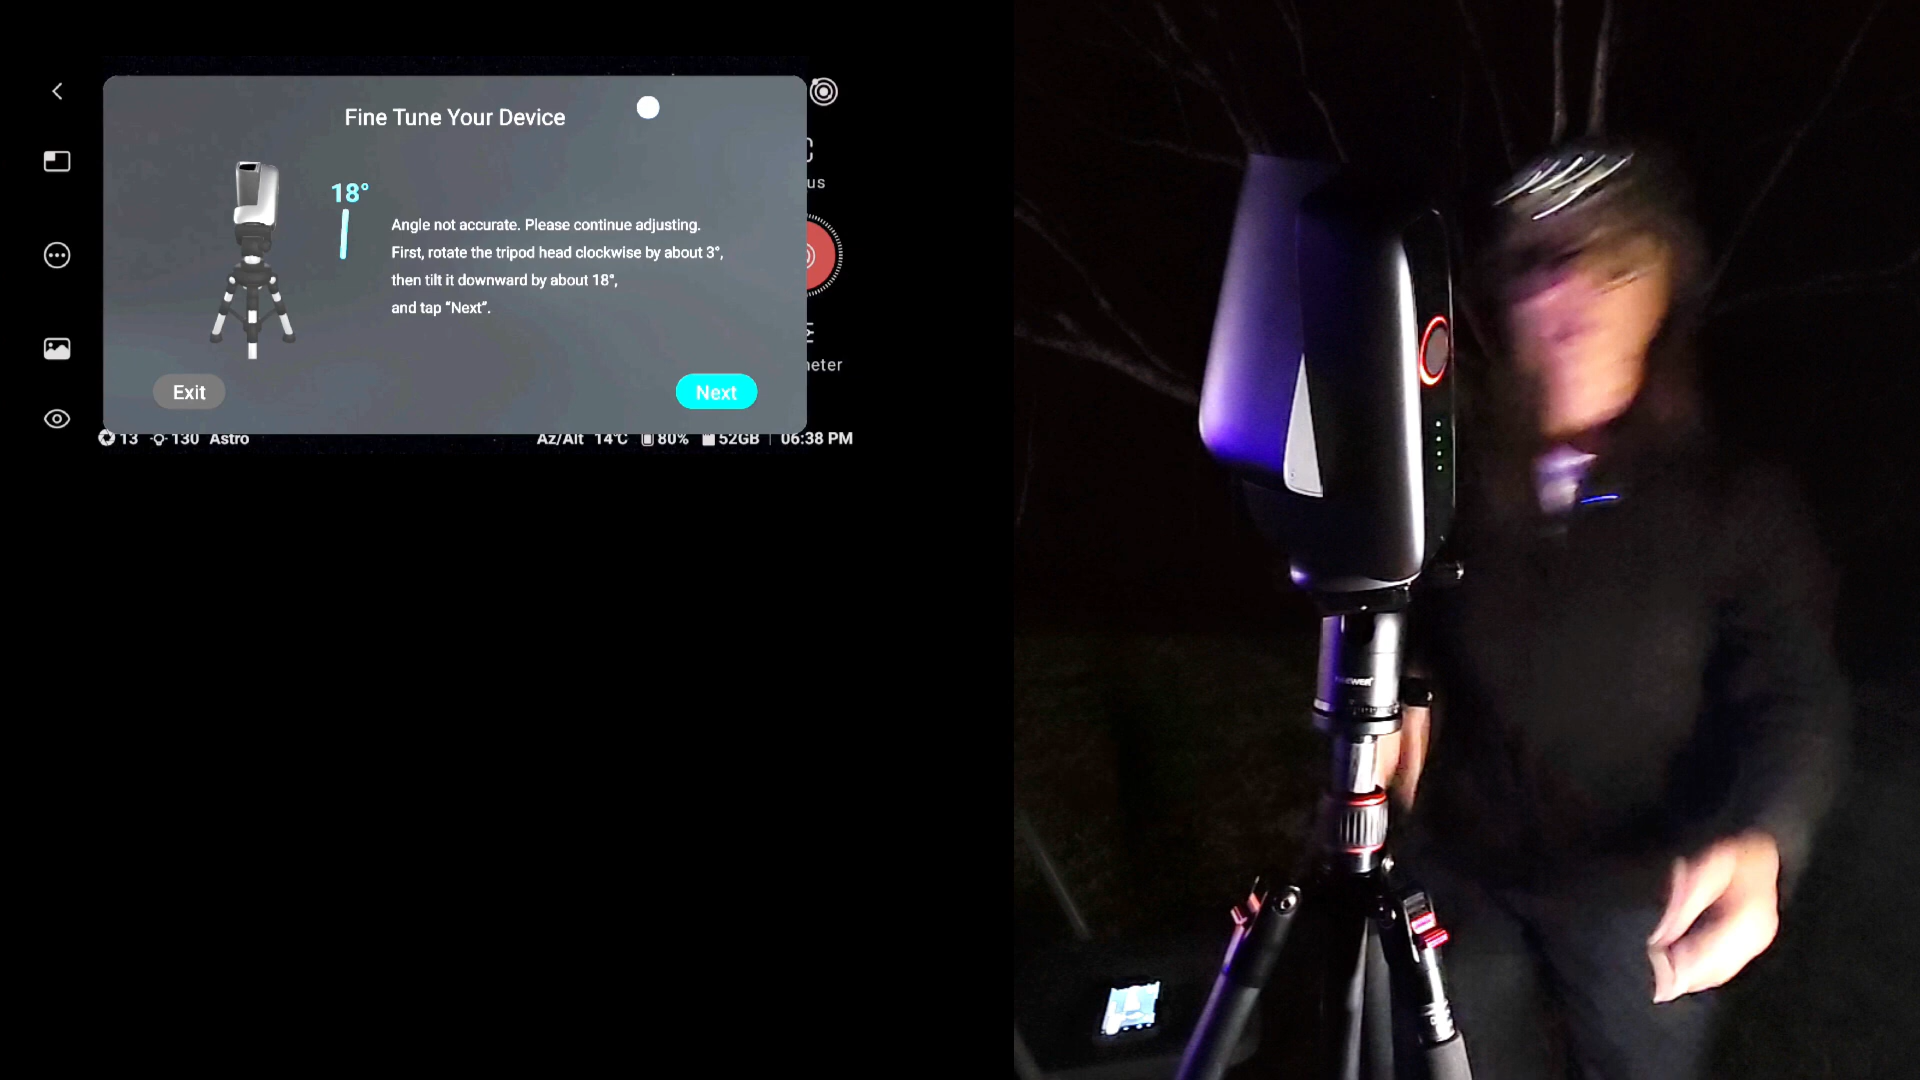 Fine Tune Your Device
18°
Angle not accurate. Please continue adjusting.
First, rotate the tripod head clockwise by about 3°,
then tilt it downward by about 18°,
and tap “Next”.
Exit
Next
us
eter
13 130 Astro
Az/Alt 14°C 80% 52GB | 06:38 PM